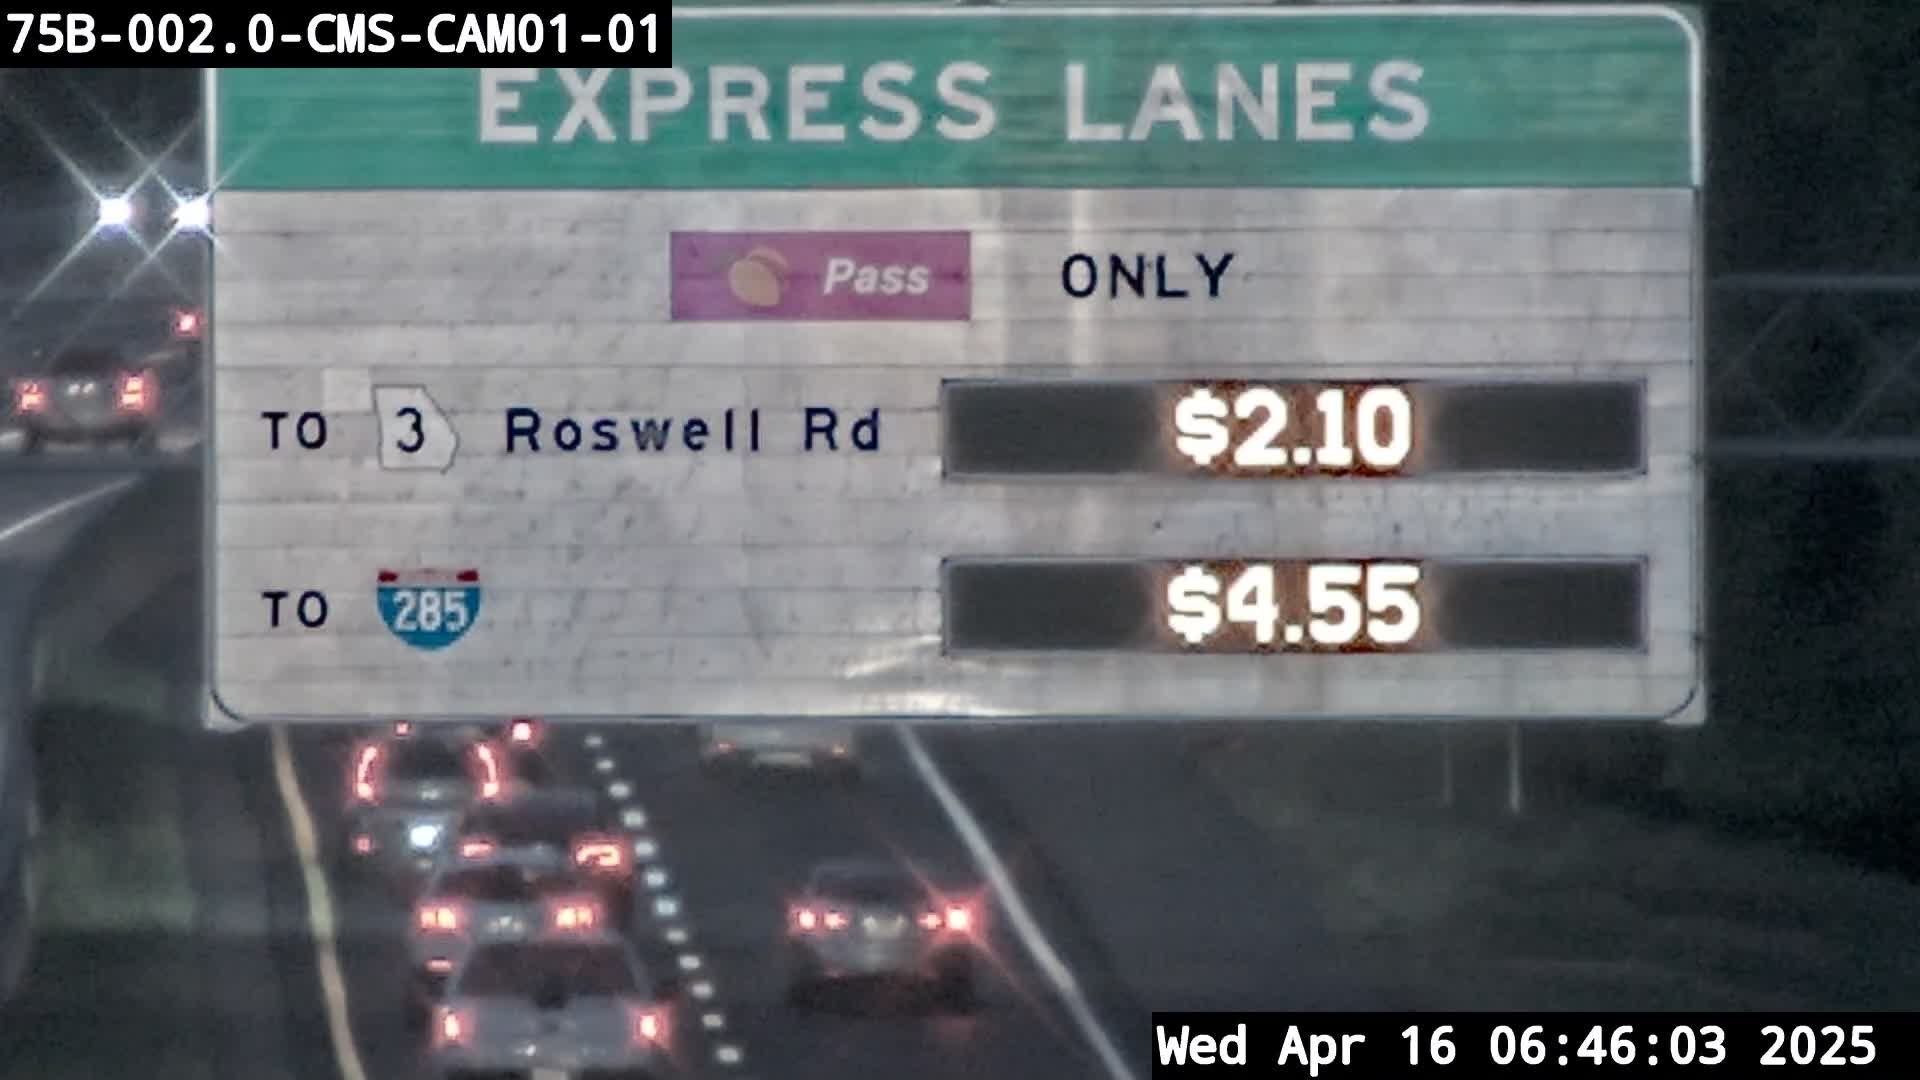 75B-002.0-CMS-CAM01-01
EXPRESS LANES
Pass ONLY
TO 3 Roswell Rd $2.10
TO 285 $4.55
Wed Apr 16 06:46:03 2025